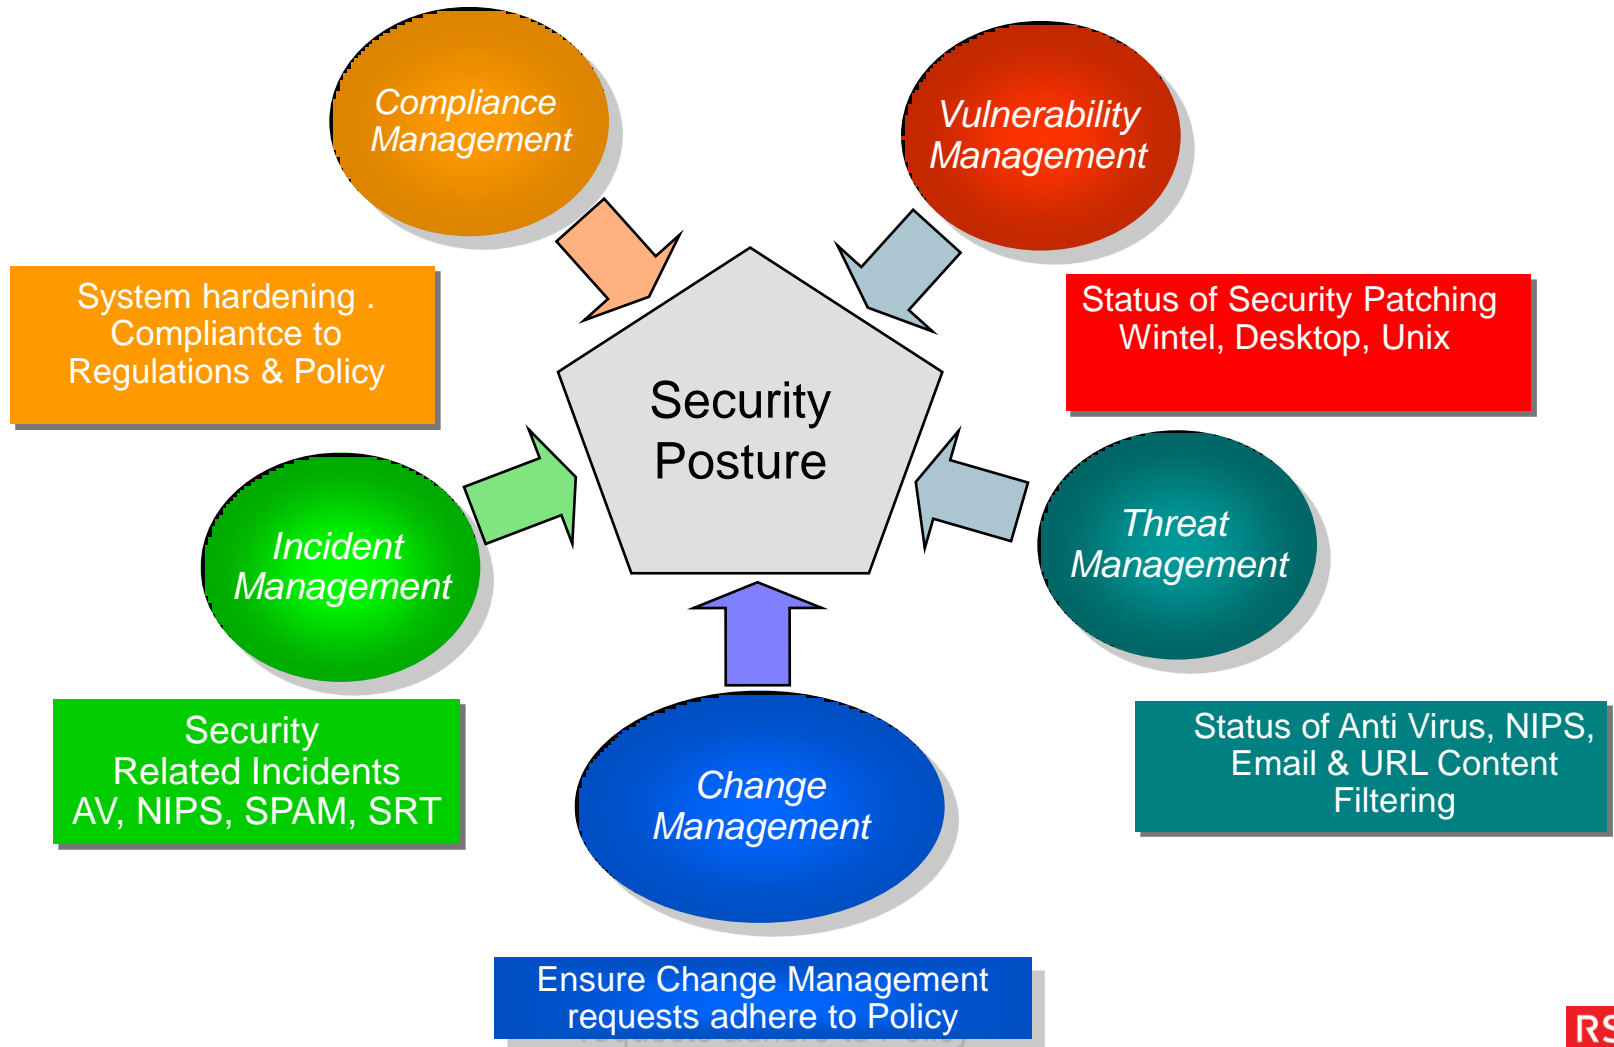 Compliance
Management
Vulnerability
Management
System hardening .
Compliantce to
Regulations & Policy
Status of Security Patching
Wintel, Desktop, Unix
Security
Posture
Incident
Management
Threat
Management
Security
Related Incidents
AV, NIPS, SPAM, SRT
Status of Anti Virus, NIPS,
Email & URL Content
Filtering
Change
Management
Ensure Change Management
requests adhere to Policy
RS